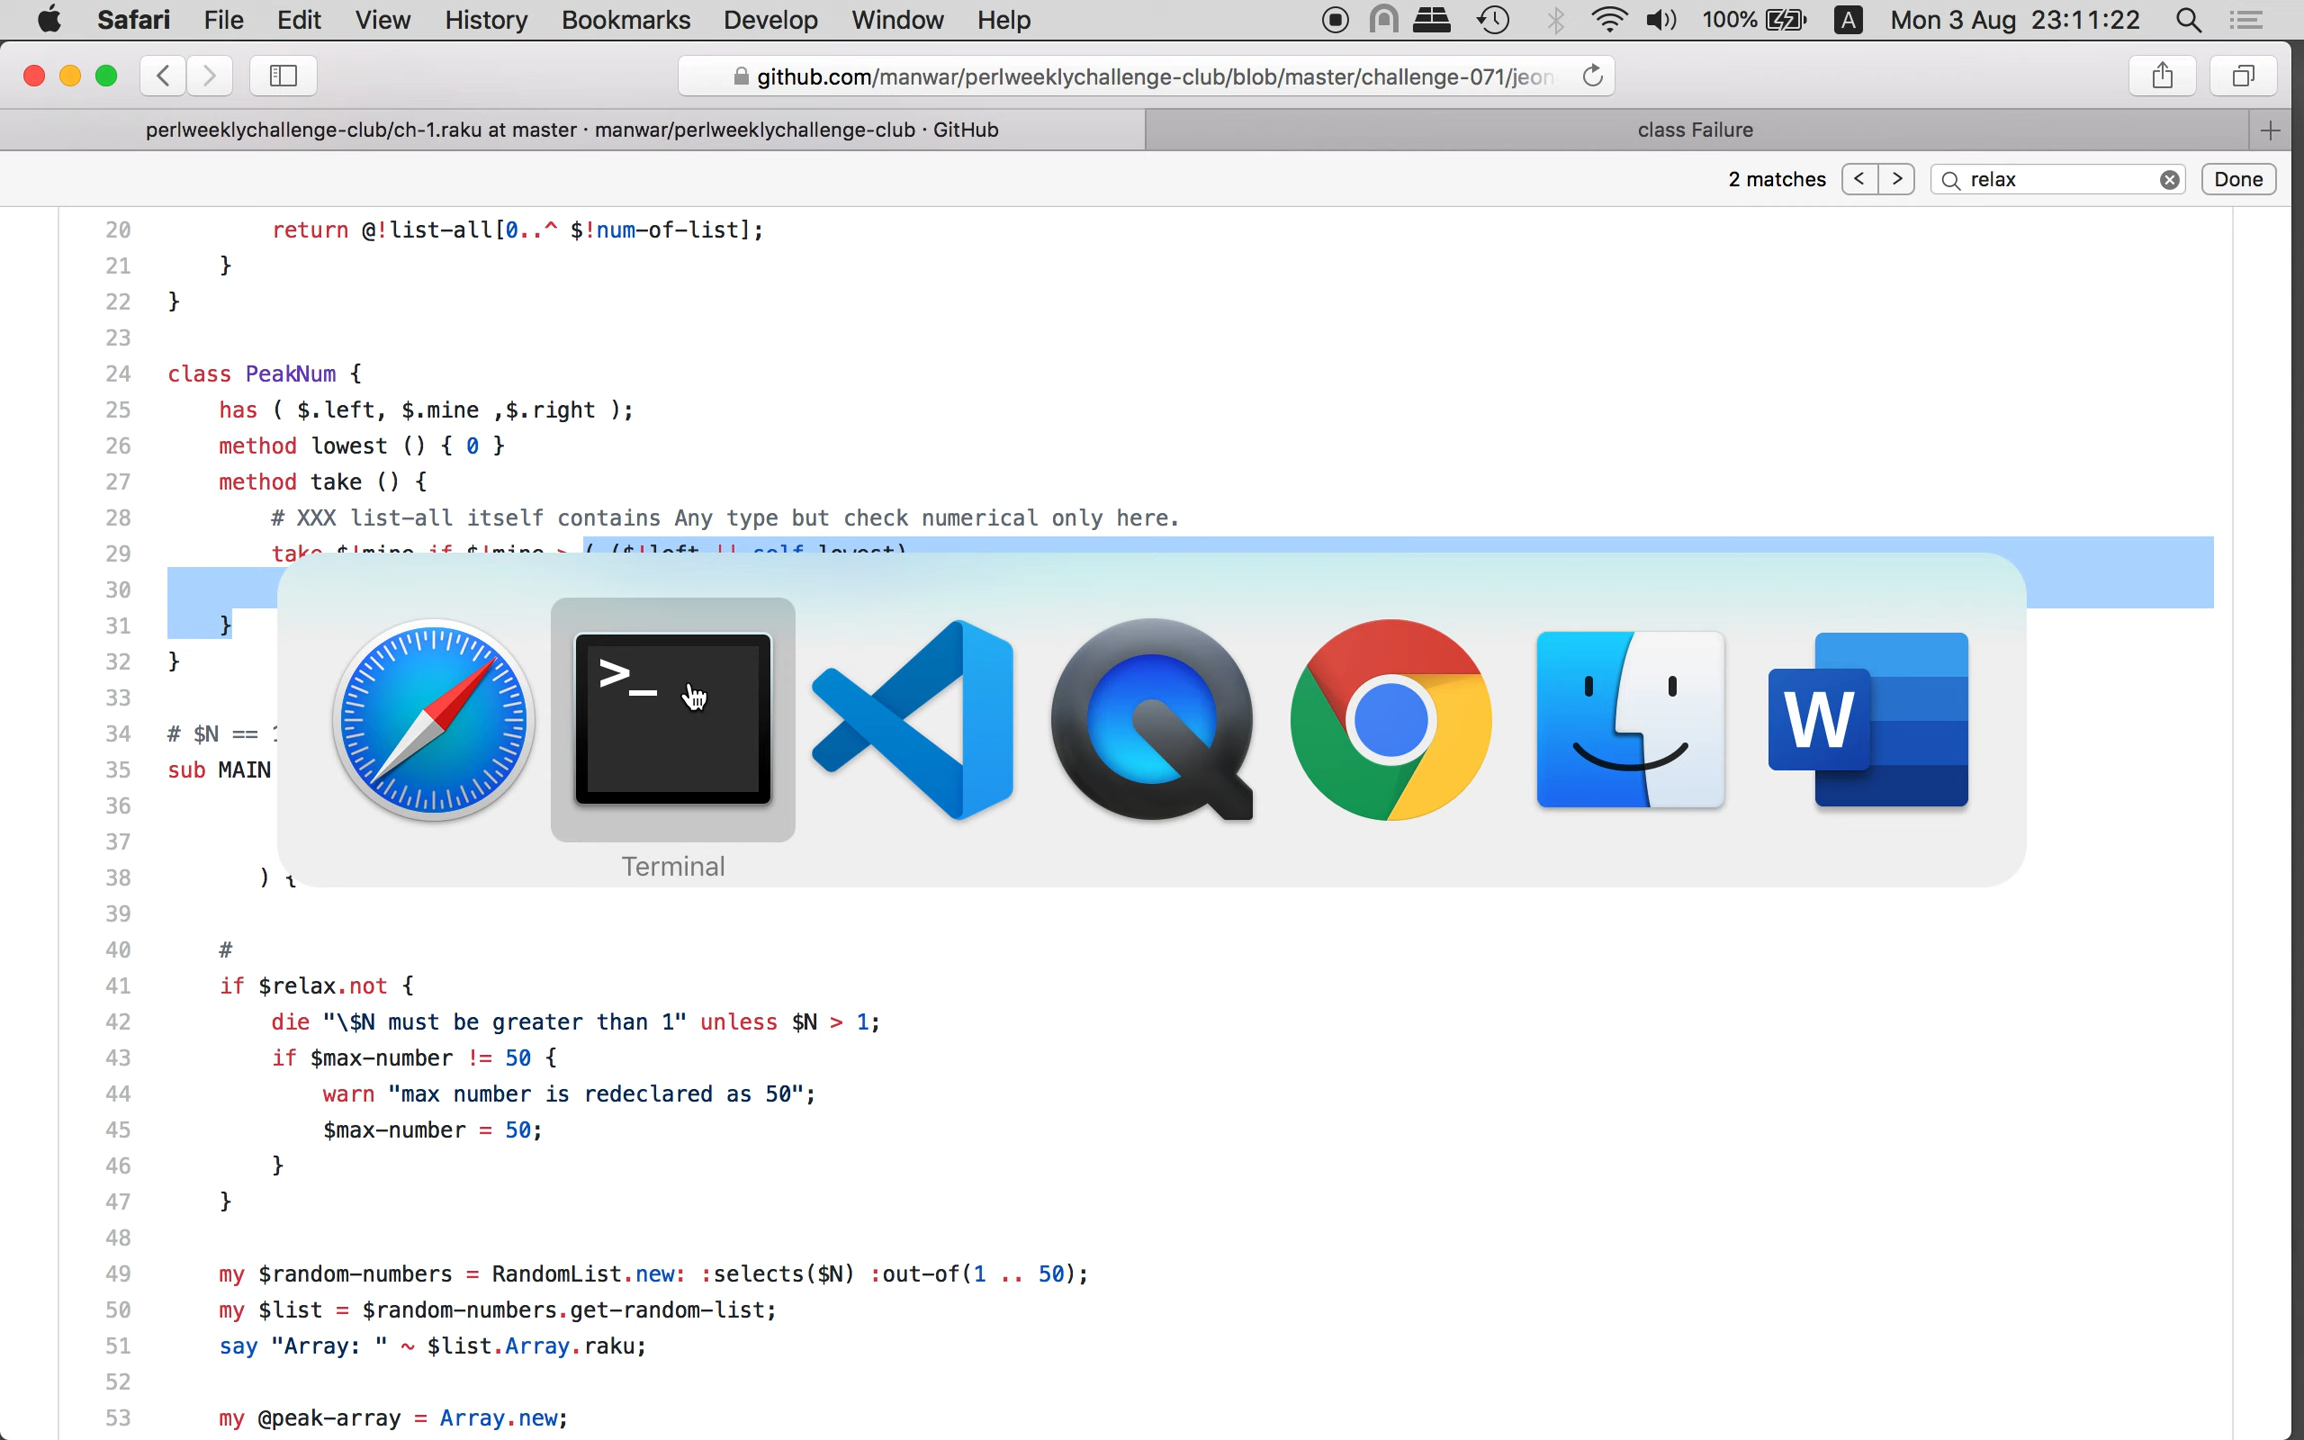 Safari File Edit View History Bookmarks Develop Window Help 100% A Mon 3 Aug 23:11:22
github.com/manwar/perlweeklychallenge-club/blob/master/challenge-071/jeon
perlweeklychallenge-club/ch-1.raku at master · manwar/perlweeklychallenge-club · GitHub
class Failure
2 matches < > relax Done
20 return @!list-all[0..^ $!num-of-list];
21 }
22 }
23
24 class PeakNum {
25 has ( $.left, $.mine ,$.right );
26 method lowest () { 0 }
27 method take () {
28 # XXX list-all itself contains Any type but check numerical only here.
29 take $!mine if $!mine > ( ($!left || self.lowest)
30
31 }
32 }
33
34 # $N ==
35 sub MAIN
36
37
38 ) {
39
40 #
41 if $relax.not {
42 die "\$N must be greater than 1" unless $N > 1;
43 if $max-number != 50 {
44 warn "max number is redeclared as 50";
45 $max-number = 50;
46 }
47 }
48
49 my $random-numbers = RandomList.new: :selects($N) :out-of(1 .. 50);
50 my $list = $random-numbers.get-random-list;
51 say "Array: " ~ $list.Array.raku;
52
53 my @peak-array = Array.new;
>_
W
Terminal